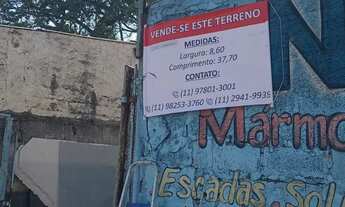 VENDE-SE ESTE TERRENO
MEDIDAS:
Largura: 8,60
Comprimento: 37,70
CONTATO:
(11) 97801-3001
(11) 98253-3760 (11) 2941-9935
N
Marmo
Escadas, Sol